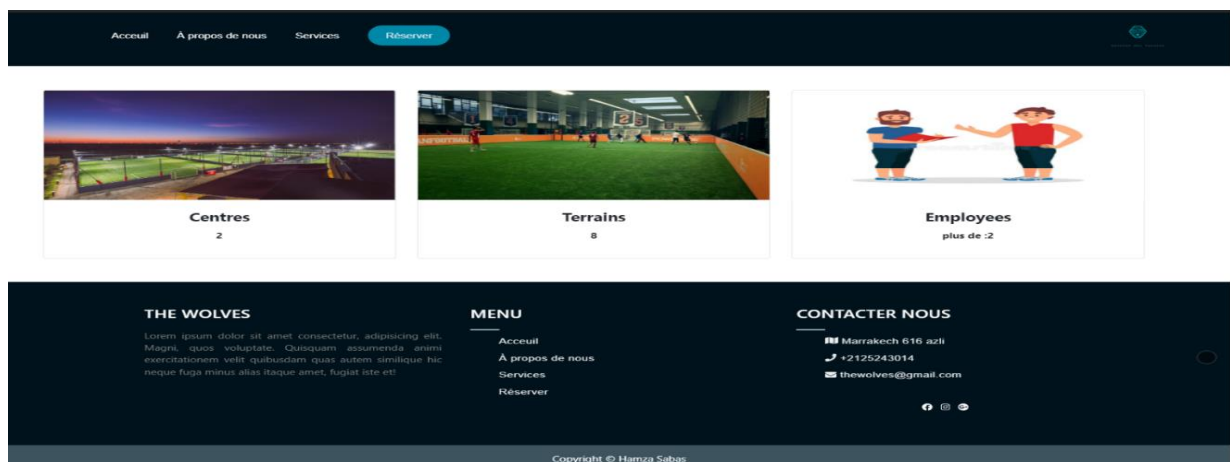 Acceuil
À propos de nous
Services
Réserver
Centres
2
Terrains
8
Employees
plus de :2
THE WOLVES
Lorem ipsum dolor sit amet consectetur, adipisicing elit.
Magni, quos voluptate. Quisquam assumenda animi
exercitationem velit quibusdam quas autem similique hic
neque fuga minus alias itaque amet, fugiat iste et!
MENU
Acceuil
À propos de nous
Services
Réserver
CONTACTER NOUS
Marrakech 616 azli
+2125243014
thewolves@gmail.com
Copyright © Hamza Sabas